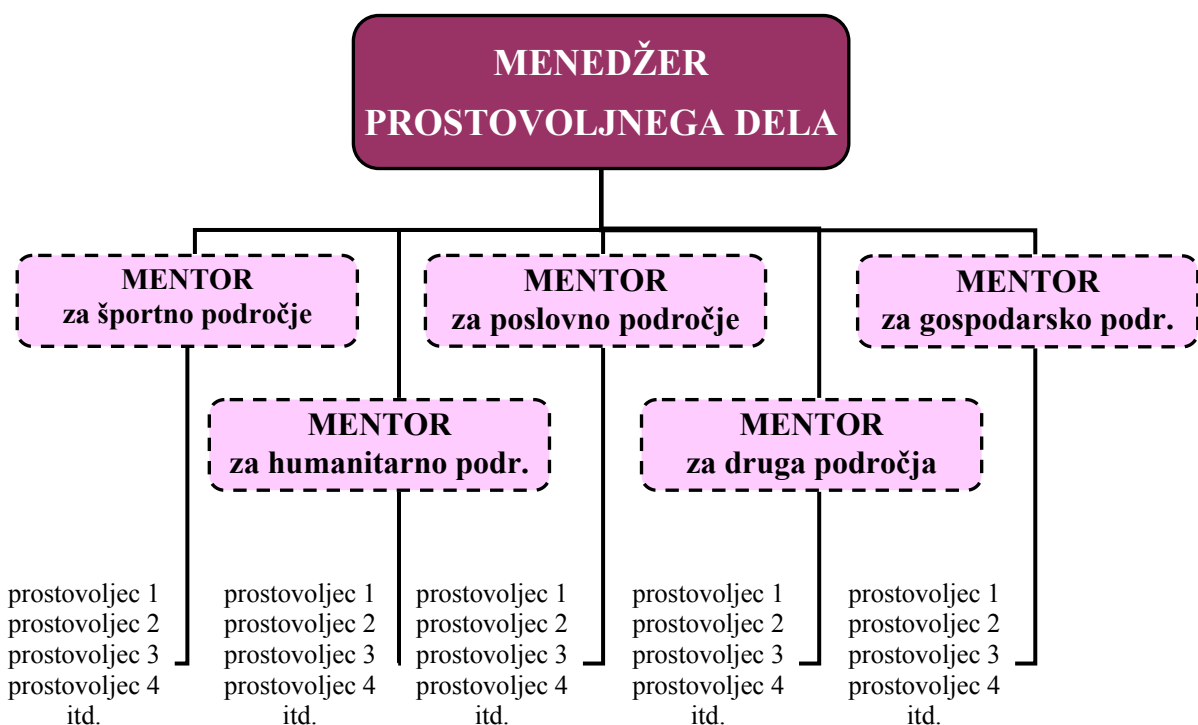 MENEDŽER
PROSTOVOLJNEGA DELA
MENTOR
za športno področje
MENTOR
za poslovno področje
MENTOR
za gospodarsko podr.
MENTOR
za humanitarno podr.
MENTOR
za druga področja
prostovoljec 1
prostovoljec 2
prostovoljec 3
prostovoljec 4
itd.
prostovoljec 1
prostovoljec 2
prostovoljec 3
prostovoljec 4
itd.
prostovoljec 1
prostovoljec 2
prostovoljec 3
prostovoljec 4
itd.
prostovoljec 1
prostovoljec 2
prostovoljec 3
prostovoljec 4
itd.
prostovoljec 1
prostovoljec 2
prostovoljec 3
prostovoljec 4
itd.